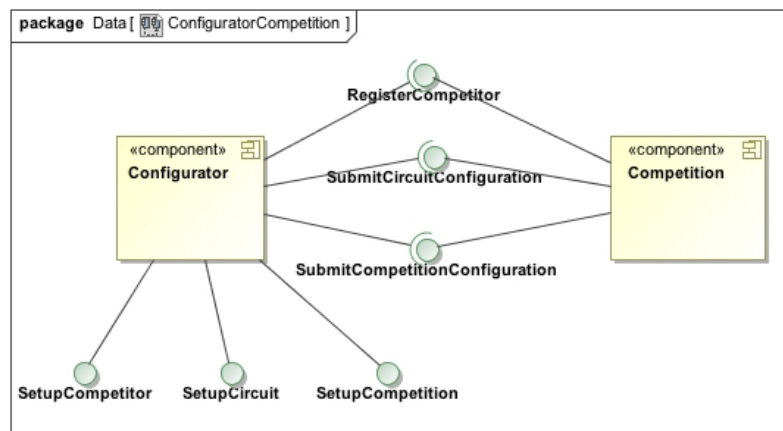 package Data [ ConfiguratorCompetition ]
RegisterCompetitor
«component»
Configurator
SubmitCircuitConfiguration
«component»
Competition
SubmitCompetitionConfiguration
SetupCompetitor
SetupCircuit
SetupCompetition